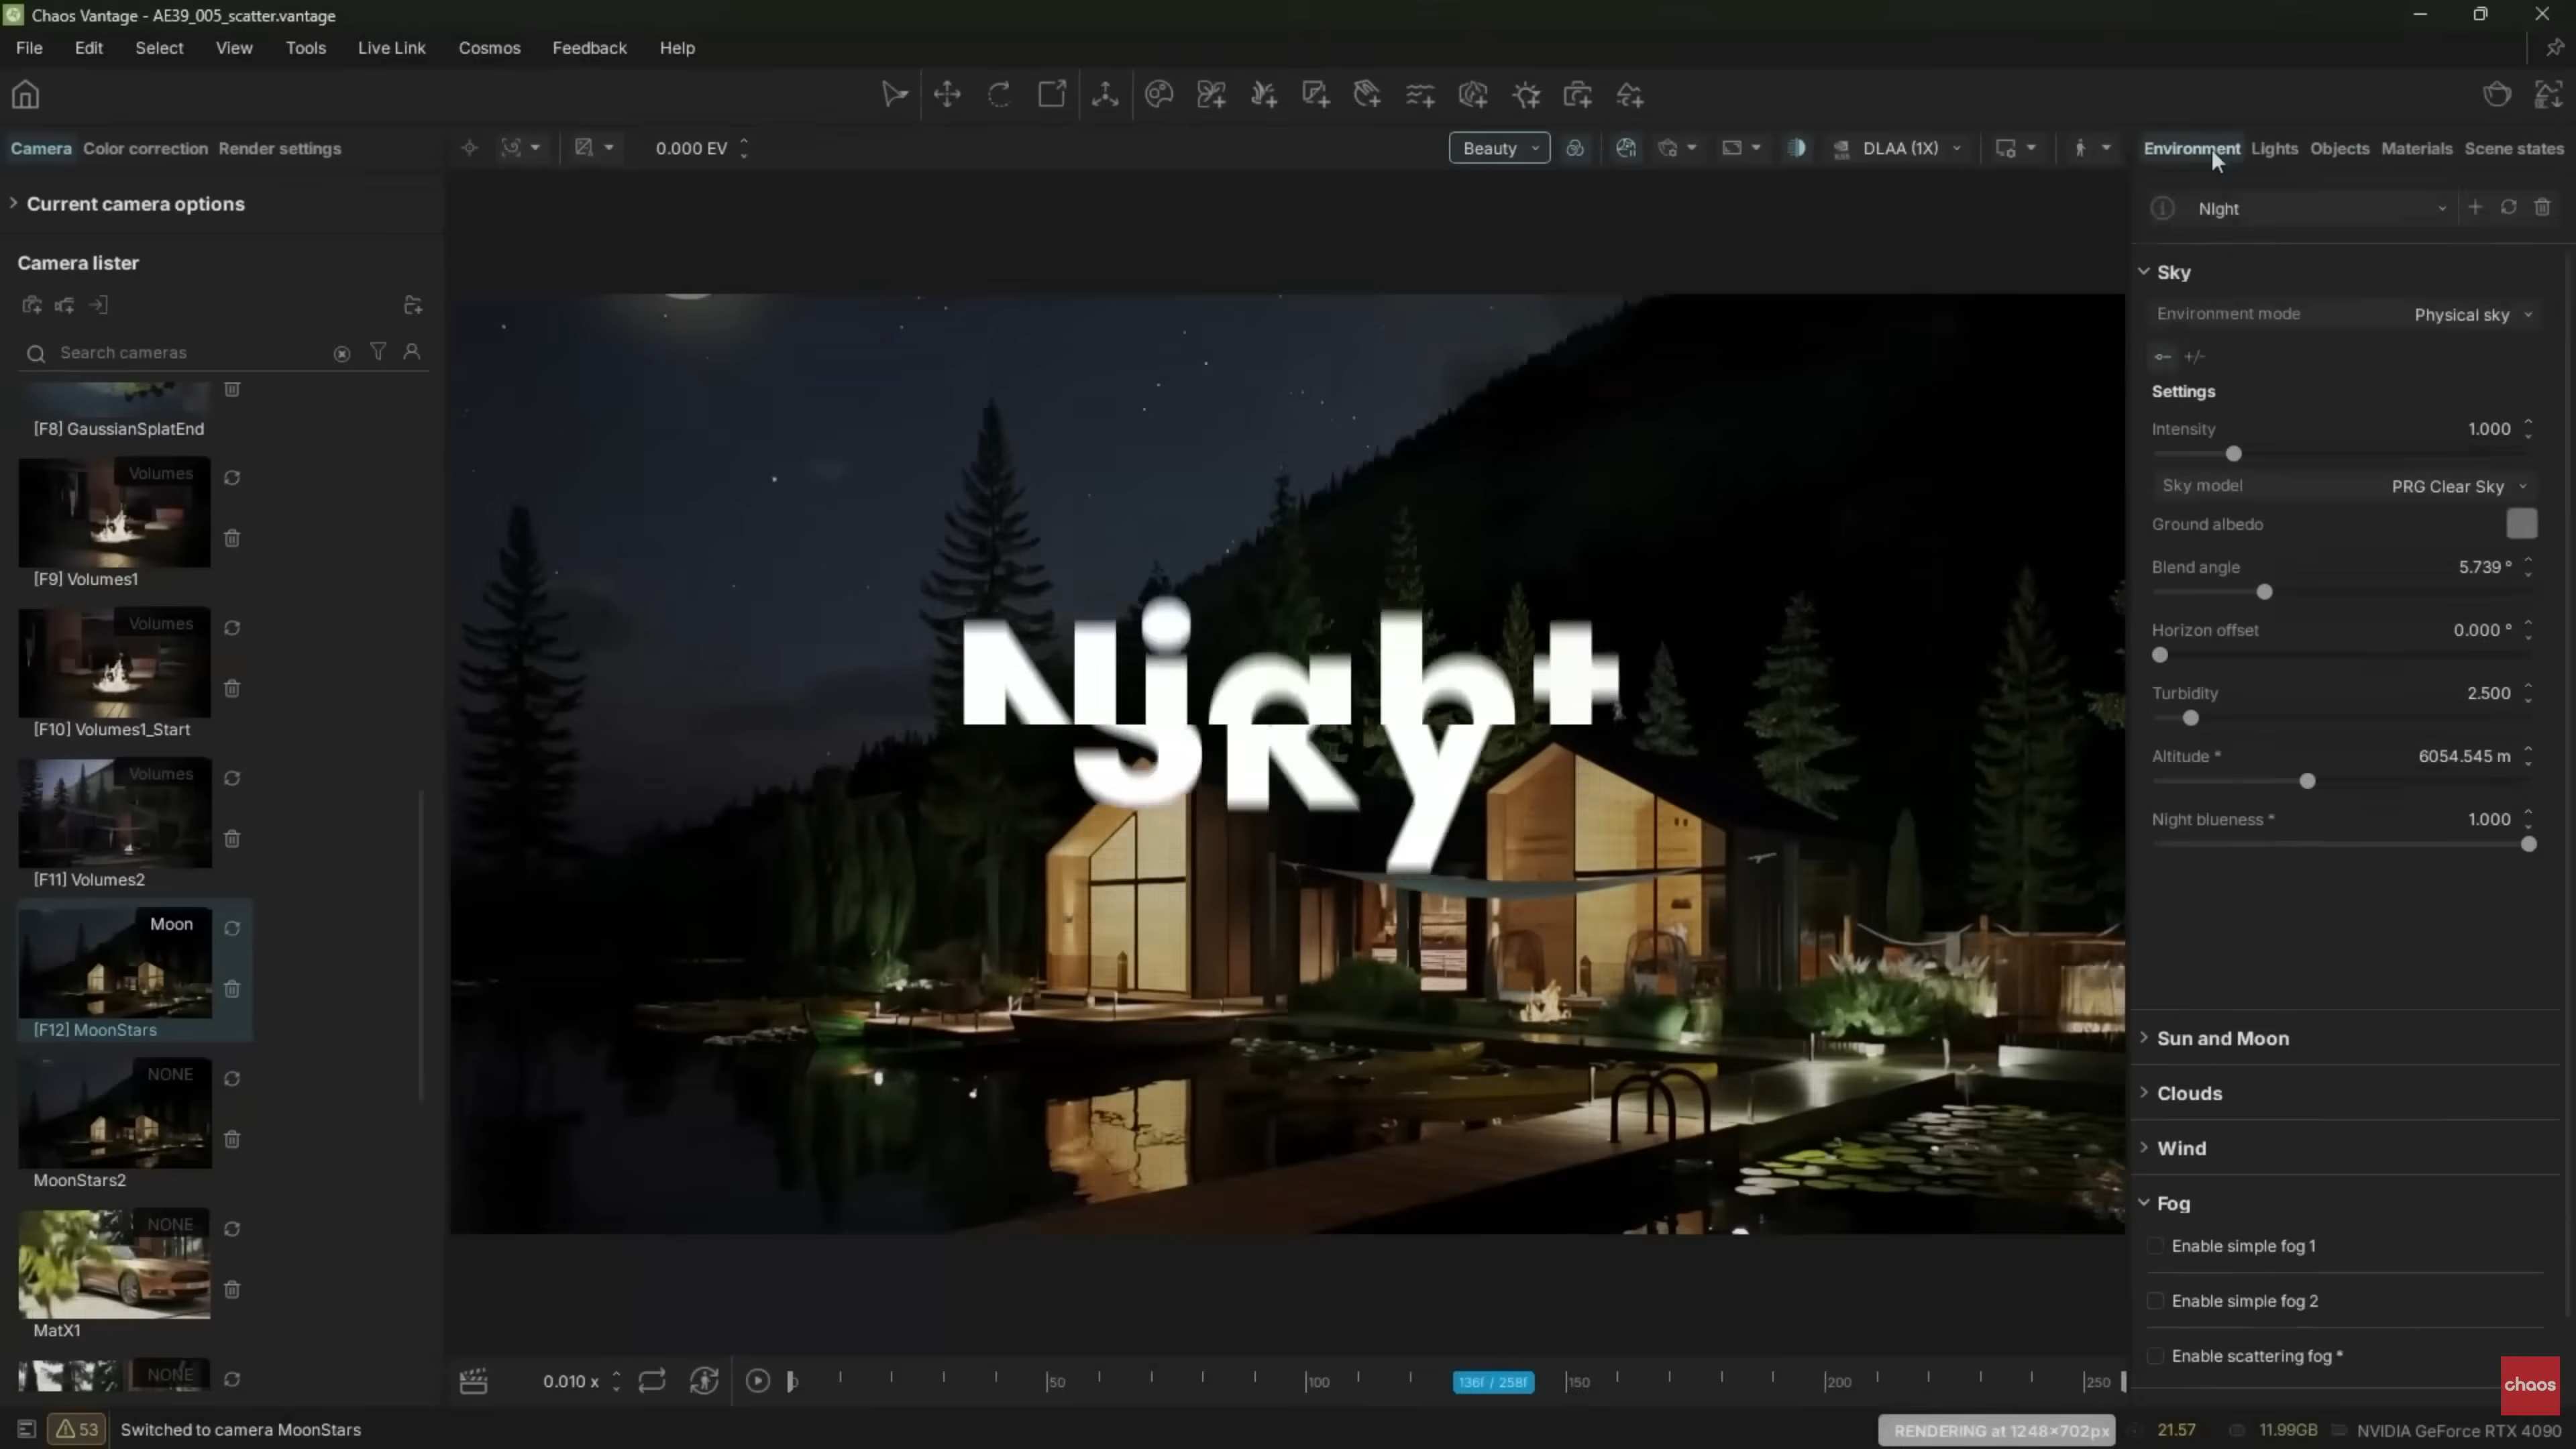 Chaos Vantage - AE39_005_scatter.vantage
File Edit Select View Tools Live Link Cosmos Feedback Help
Camera Color correction Render settings
0.000 EV
Beauty
DLAA (1X)
Environment Lights Objects Materials Scene states
Current camera options
Camera lister
Search cameras
[F8] GaussianSplatEnd
Volumes
[F9] Volumes1
Volumes
[F10] Volumes1_Start
Volumes
[F11] Volumes2
Moon
[F12] MoonStars
NONE
MoonStars2
NONE
MatX1
NONE
Night
Sky
NIght
Sky
Environment mode Physical sky
+/-
Settings
Intensity 1.000
Sky model PRG Clear Sky
Ground albedo
Blend angle 5.739 °
Horizon offset 0.000 °
Turbidity 2.500
Altitude * 6054.545 m
Night blueness * 1.000
Sun and Moon
Clouds
Wind
Fog
Enable simple fog 1
Enable simple fog 2
Enable scattering fog *
chaos
0.010 x
50 100 136f / 258f 150 200 250
53 Switched to camera MoonStars
RENDERING at 1248×702px 21.57 11.99GB NVIDIA GeForce RTX 4090